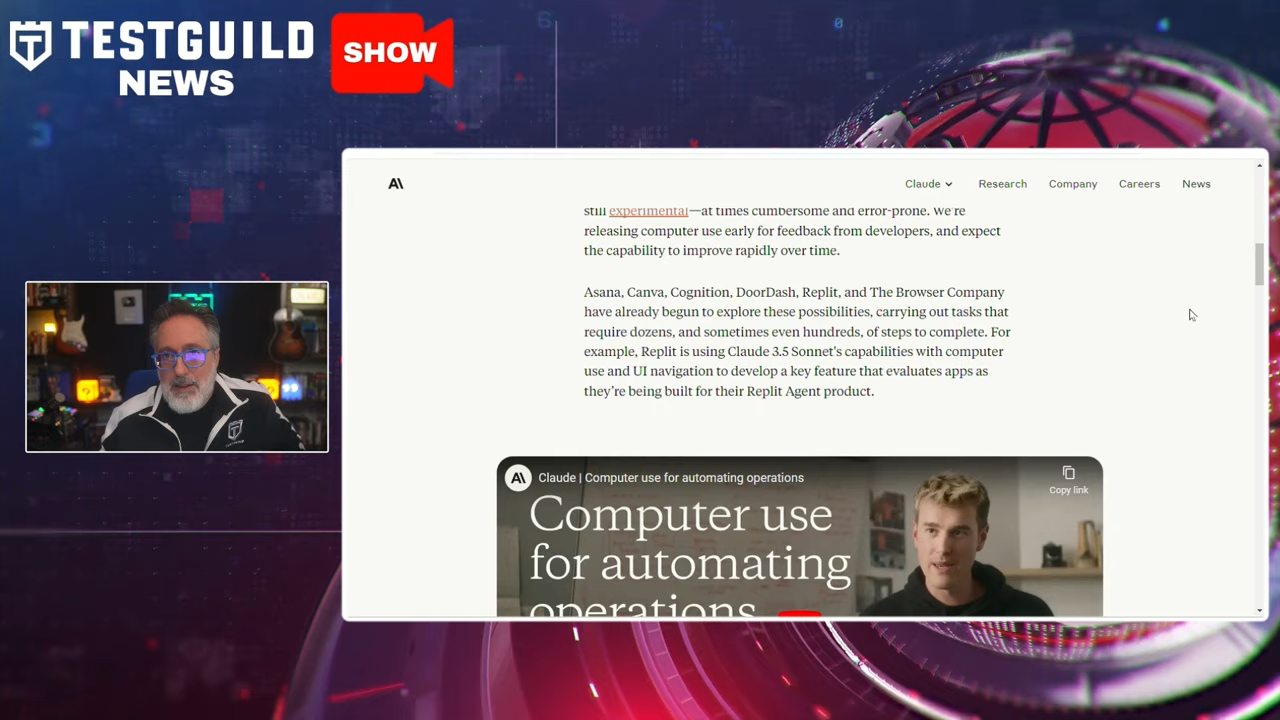 TESTGUILD
NEWS
SHOW
Claude
Research
Company
Careers
News
still experimental—at times cumbersome and error-prone. We're
releasing computer use early for feedback from developers, and expect
the capability to improve rapidly over time.
Asana, Canva, Cognition, DoorDash, Replit, and The Browser Company
have already begun to explore these possibilities, carrying out tasks that
require dozens, and sometimes even hundreds, of steps to complete. For
example, Replit is using Claude 3.5 Sonnet's capabilities with computer
use and UI navigation to develop a key feature that evaluates apps as
they're being built for their Replit Agent product.
Claude | Computer use for automating operations
Copy link
Computer use
for automating
operations